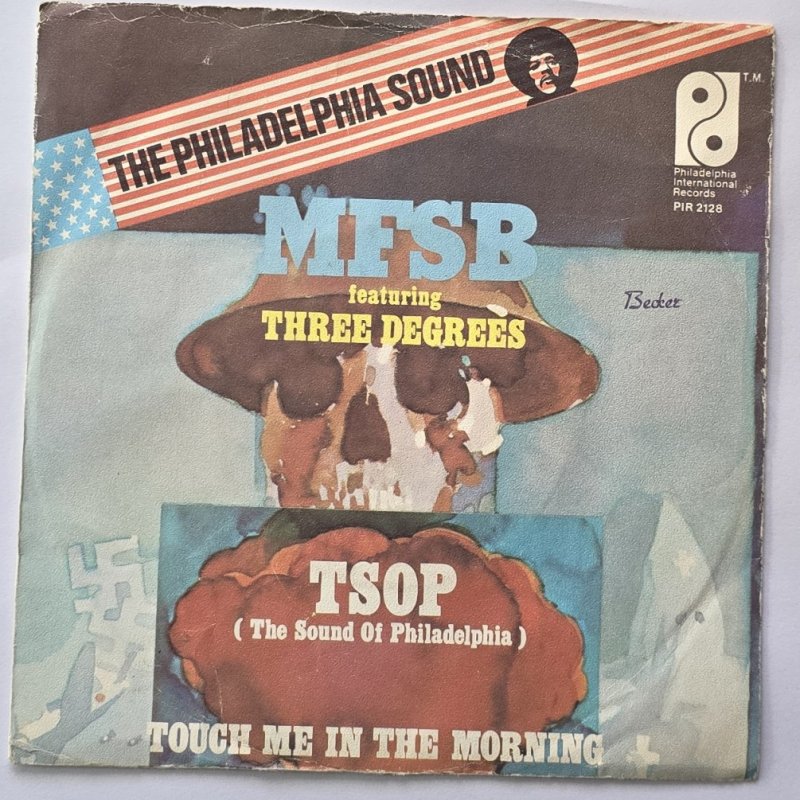 THE PHILADELPHIA SOUND
T.M.
Philadelphia
International
Records
PIR 2128
MFSB
featuring
THREE DEGREES
Becker
TSOP
( The Sound Of Philadelphia )
TOUCH ME IN THE MORNING